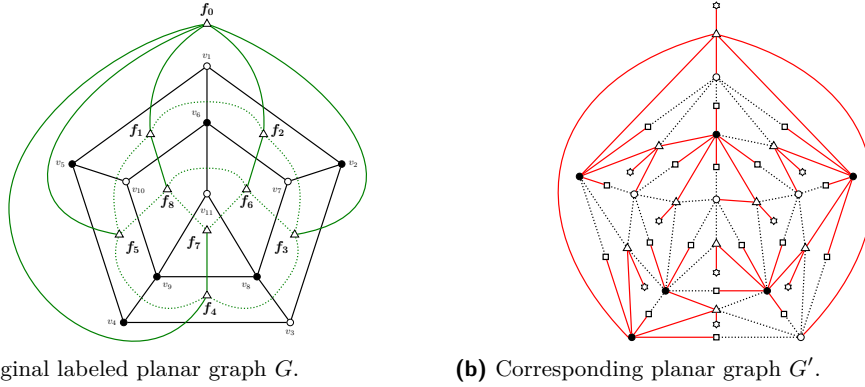 f₀
v₁
v₆
f₁ f₂
v₅ v₂
v₁₀ v₇
f₈ f₆
v₁₁
f₇
f₅ f₃
v₉ v₈
f₄
v₄ v₃
ginal labeled planar graph G.
(b) Corresponding planar graph G′.